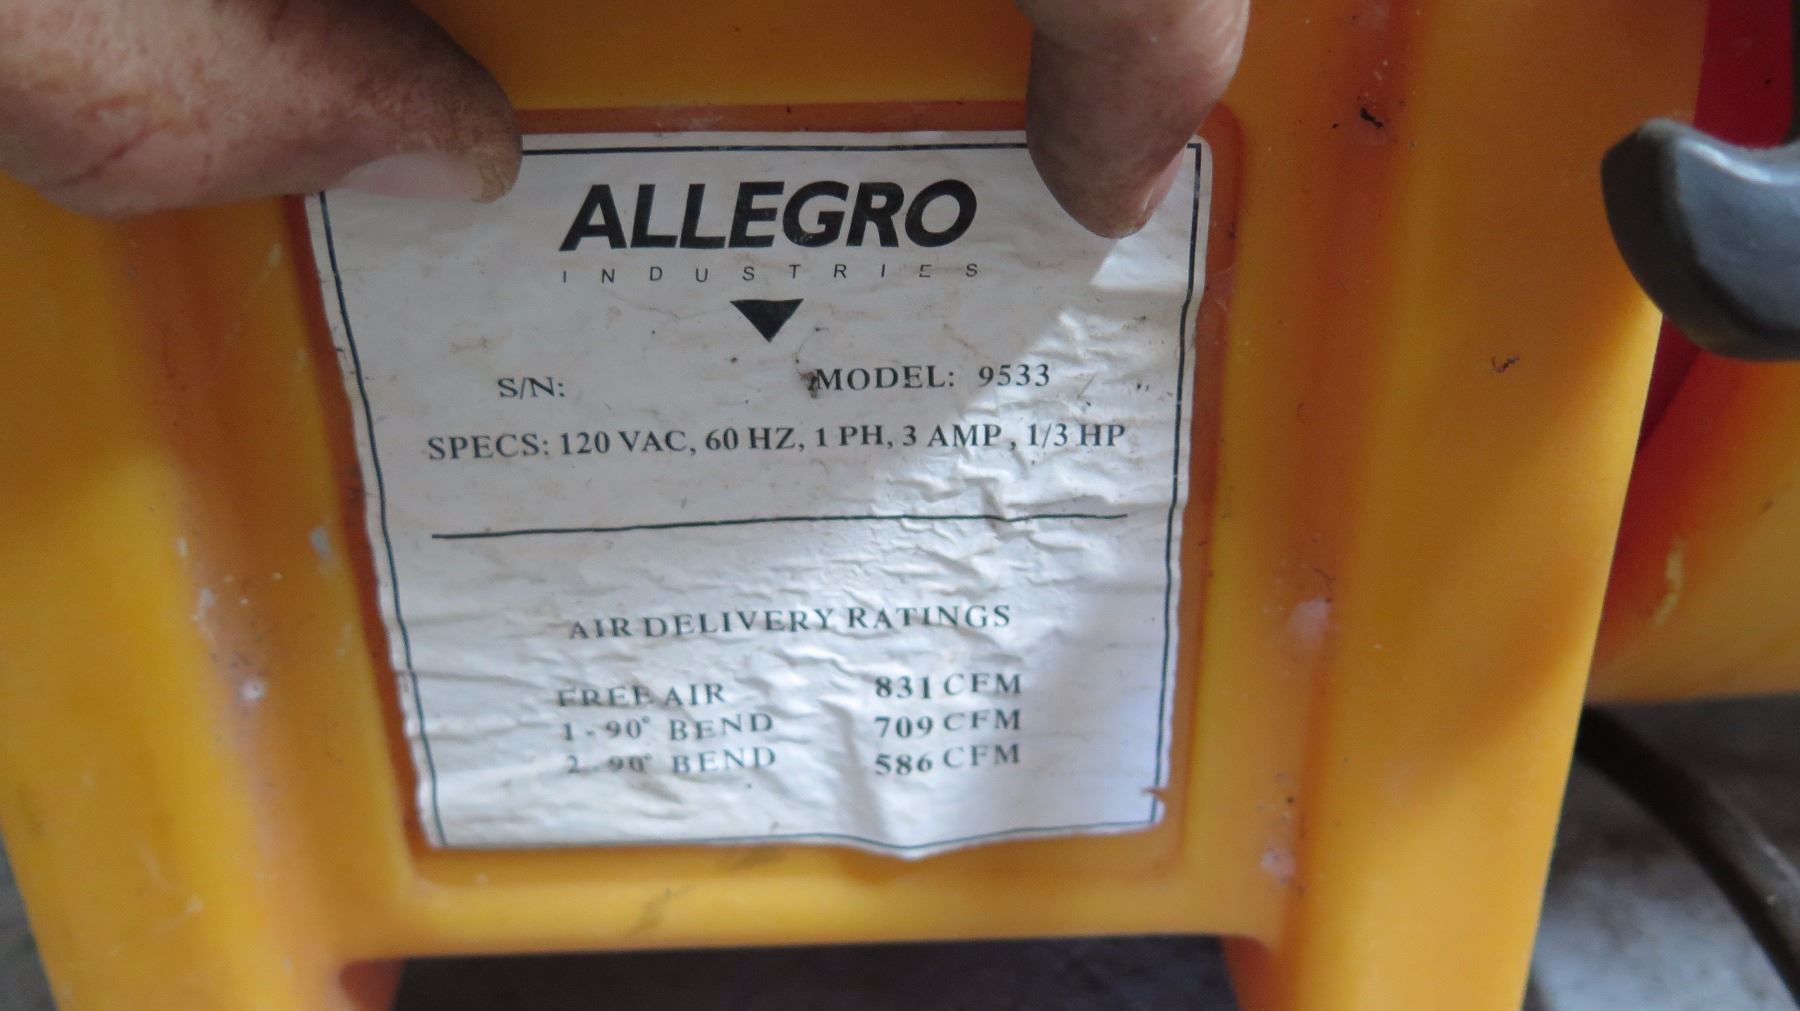 ALLEGRO
INDUSTRIES
S/N: MODEL: 9533
SPECS: 120 VAC, 60 HZ, 1 PH, 3 AMP, 1/3 HP
AIR DELIVERY RATINGS
FREE AIR 831 CFM
1 - 90° BEND 709 CFM
2 - 90° BEND 586 CFM